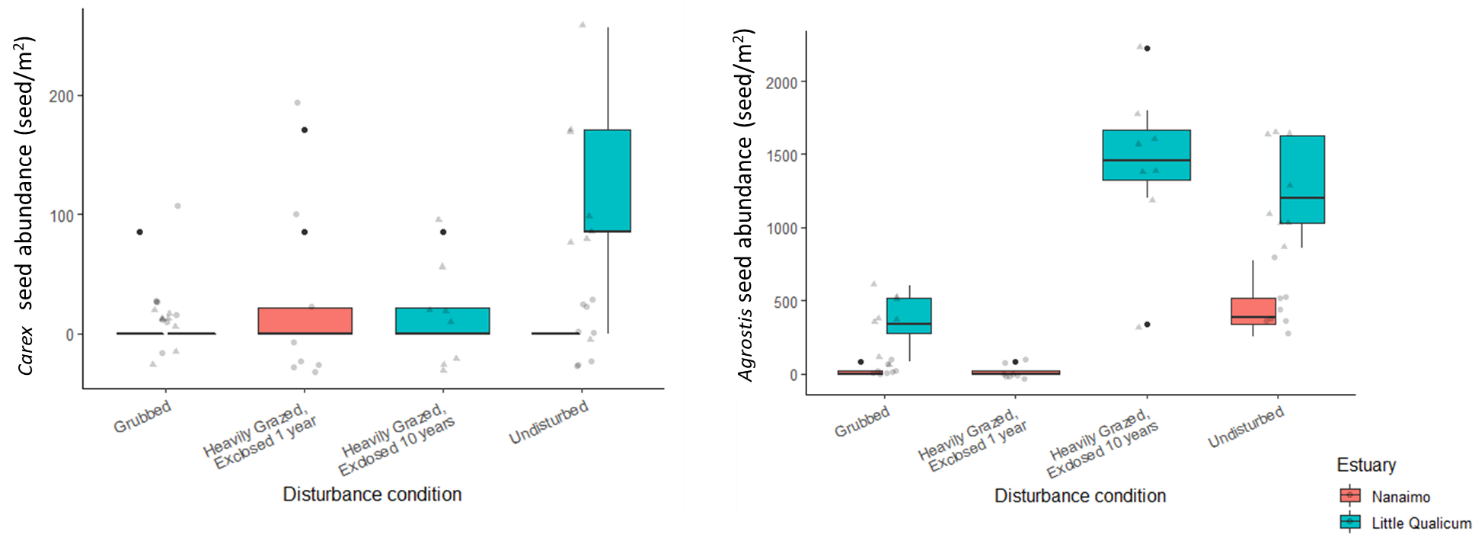 Carex seed abundance (seed/m²)
200
100
0
Grubbed
Heavily Grazed,
Exclosed 1 year
Heavily Grazed,
Exclosed 10 years
Undisturbed
Disturbance condition
Agrostis seed abundance (seed/m²)
2000
1500
1000
500
0
Grubbed
Heavily Grazed,
Exclosed 1 year
Heavily Grazed,
Exclosed 10 years
Undisturbed
Disturbance condition
Estuary
Nanaimo
Little Qualicum